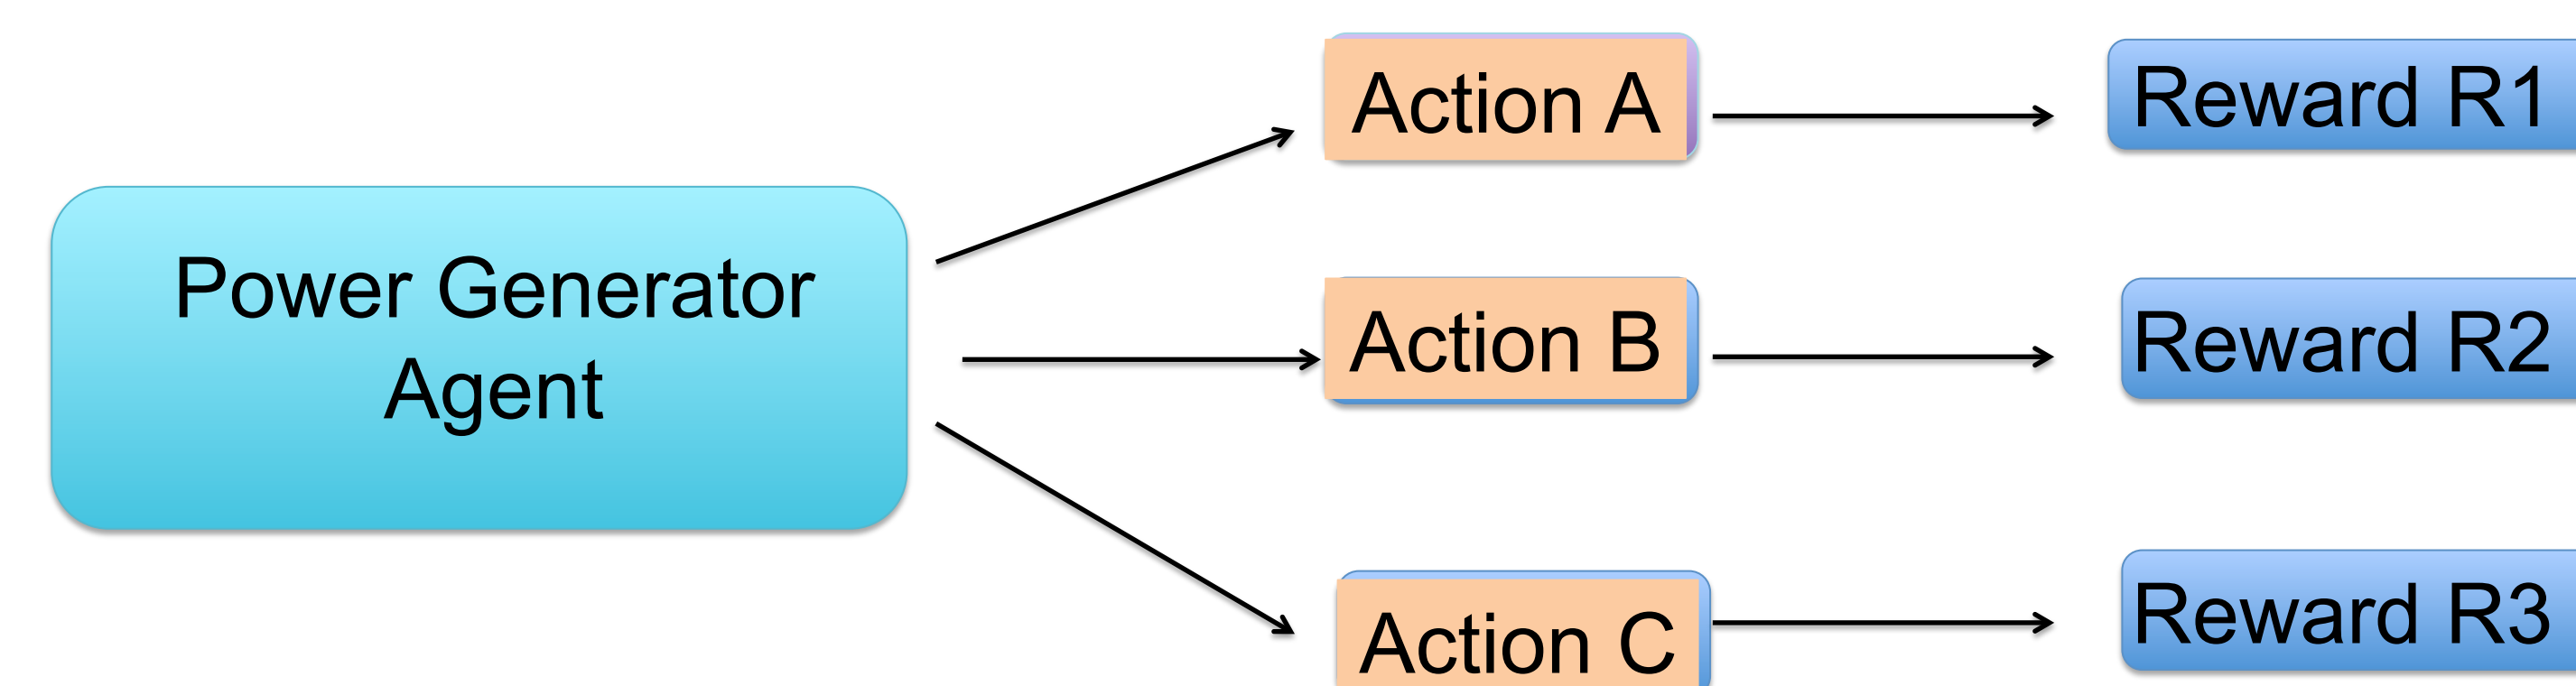 Power Generator
Agent
Action A
Reward R1
Action B
Reward R2
Action C
Reward R3